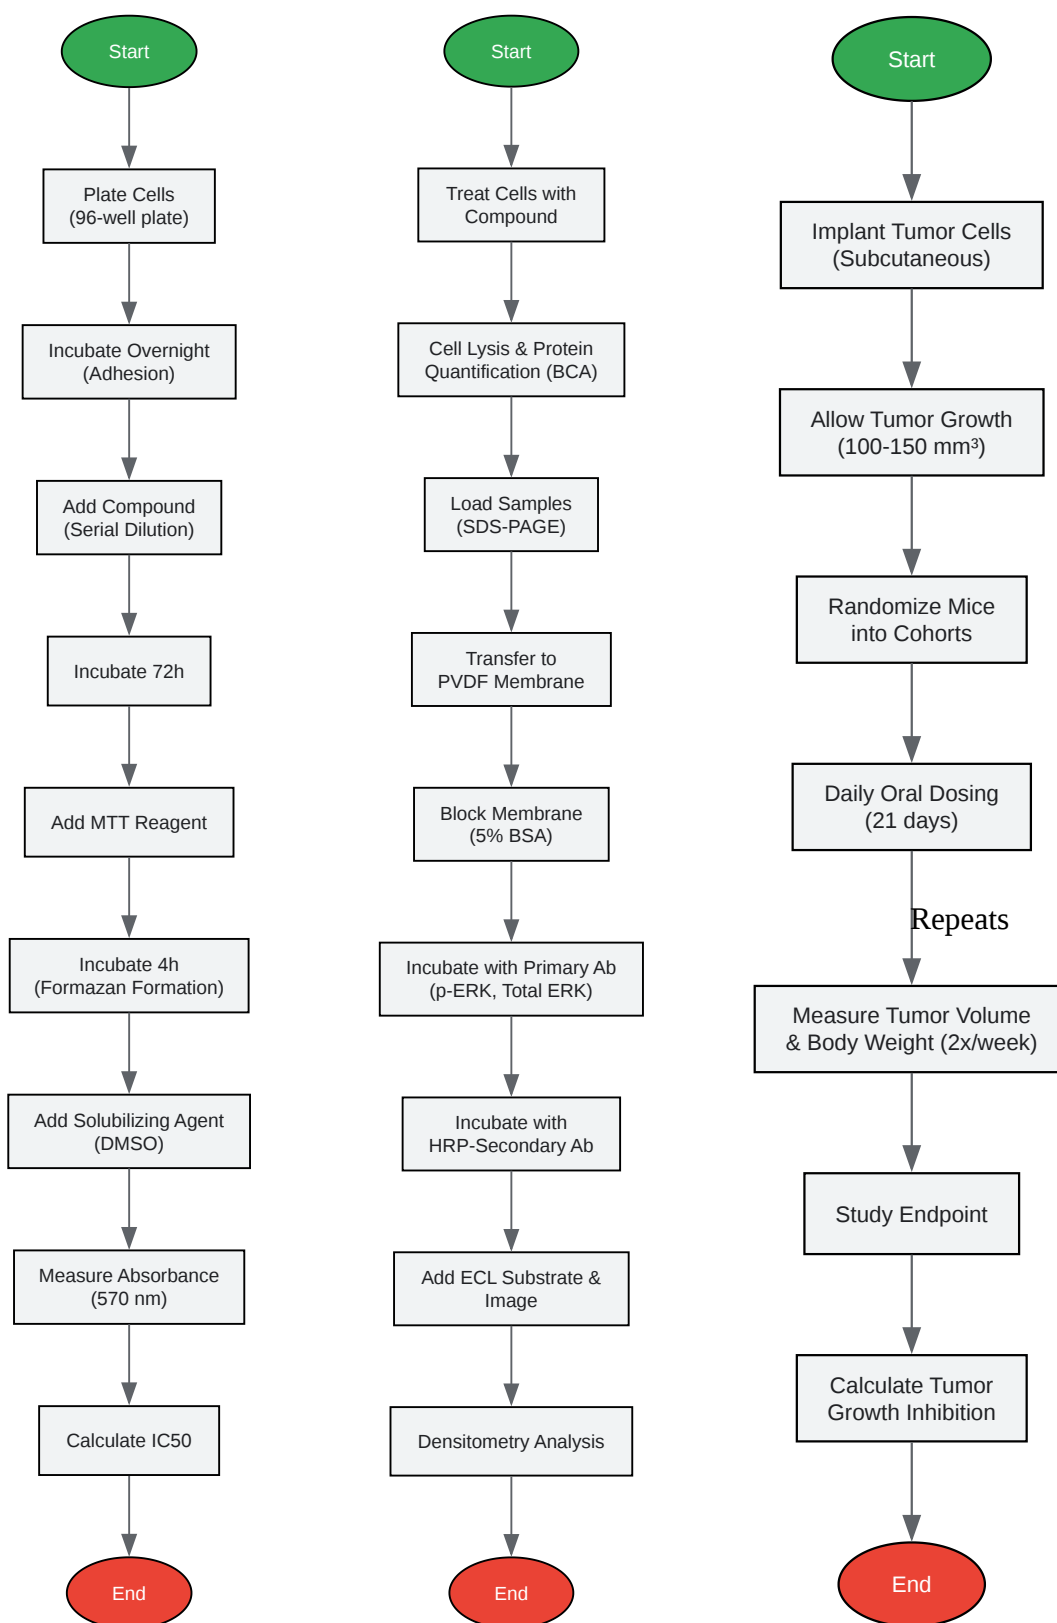 Start
Plate Cells
(96-well plate)
Incubate Overnight
(Adhesion)
Add Compound
(Serial Dilution)
Incubate 72h
Add MTT Reagent
Incubate 4h
(Formazan Formation)
Add Solubilizing Agent
(DMSO)
Measure Absorbance
(570 nm)
Calculate IC50
End
Start
Treat Cells with
Compound
Cell Lysis & Protein
Quantification (BCA)
Load Samples
(SDS-PAGE)
Transfer to
PVDF Membrane
Block Membrane
(5% BSA)
Incubate with Primary Ab
(p-ERK, Total ERK)
Incubate with
HRP-Secondary Ab
Add ECL Substrate &
Image
Densitometry Analysis
End
Start
Implant Tumor Cells
(Subcutaneous)
Allow Tumor Growth
(100-150 mm³)
Randomize Mice
into Cohorts
Daily Oral Dosing
(21 days)
Repeats
Measure Tumor Volume
& Body Weight (2x/week)
Study Endpoint
Calculate Tumor
Growth Inhibition
End